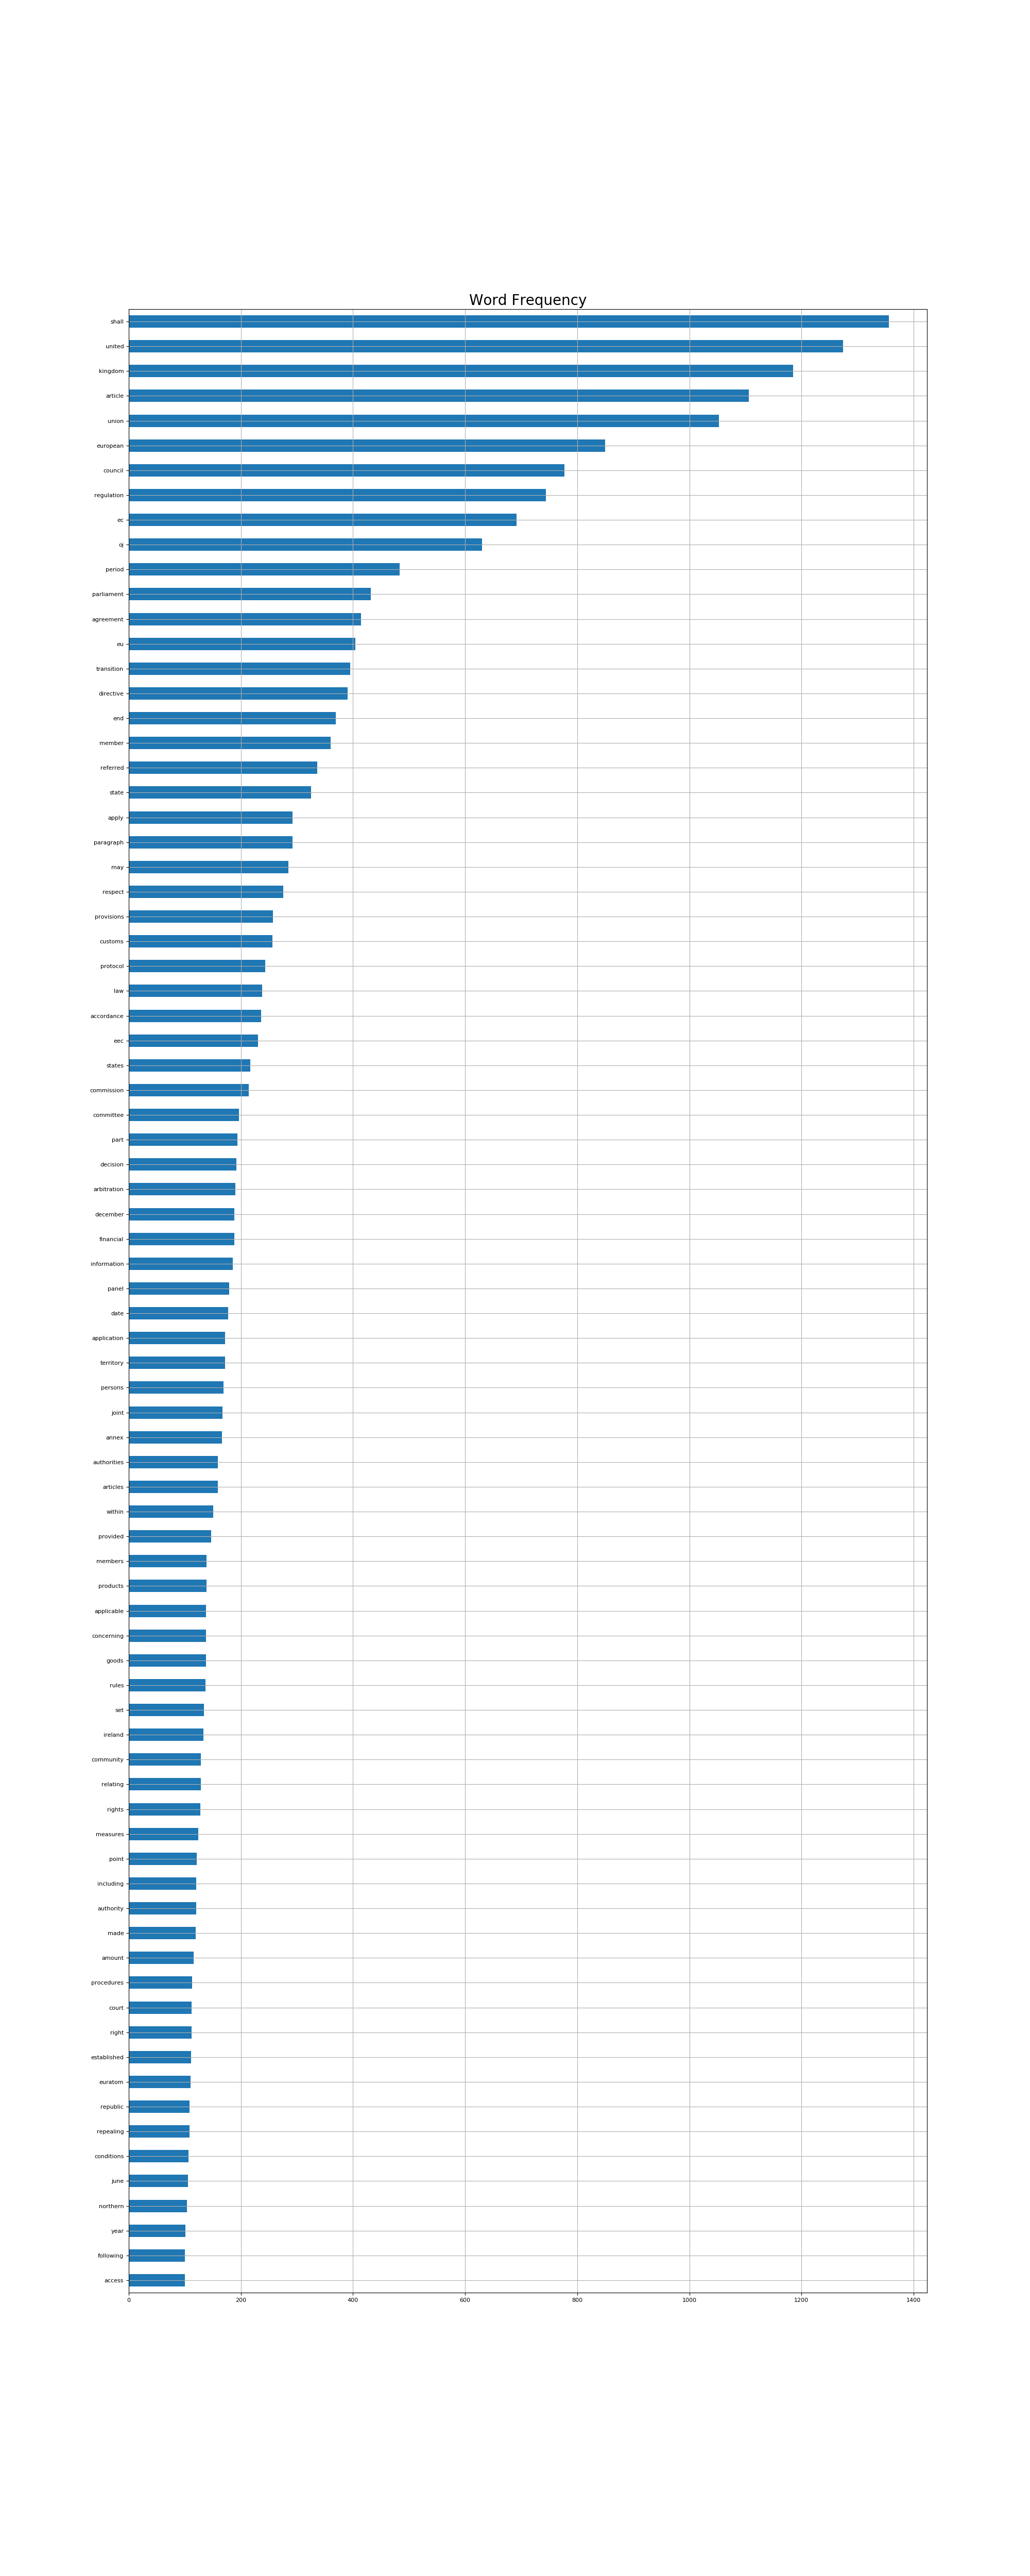 Word Frequency
shall
united
kingdom
article
union
european
council
regulation
ec
oj
period
parliament
agreement
eu
transition
directive
end
member
referred
state
apply
paragraph
may
respect
provisions
customs
protocol
law
accordance
eec
states
commission
committee
part
decision
arbitration
december
financial
information
panel
date
application
territory
persons
joint
annex
authorities
articles
within
provided
members
products
applicable
concerning
goods
rules
set
ireland
community
relating
rights
measures
point
including
authority
made
amount
procedures
court
right
established
euratom
republic
repealing
conditions
june
northern
year
following
access
0 200 400 600 800 1000 1200 1400